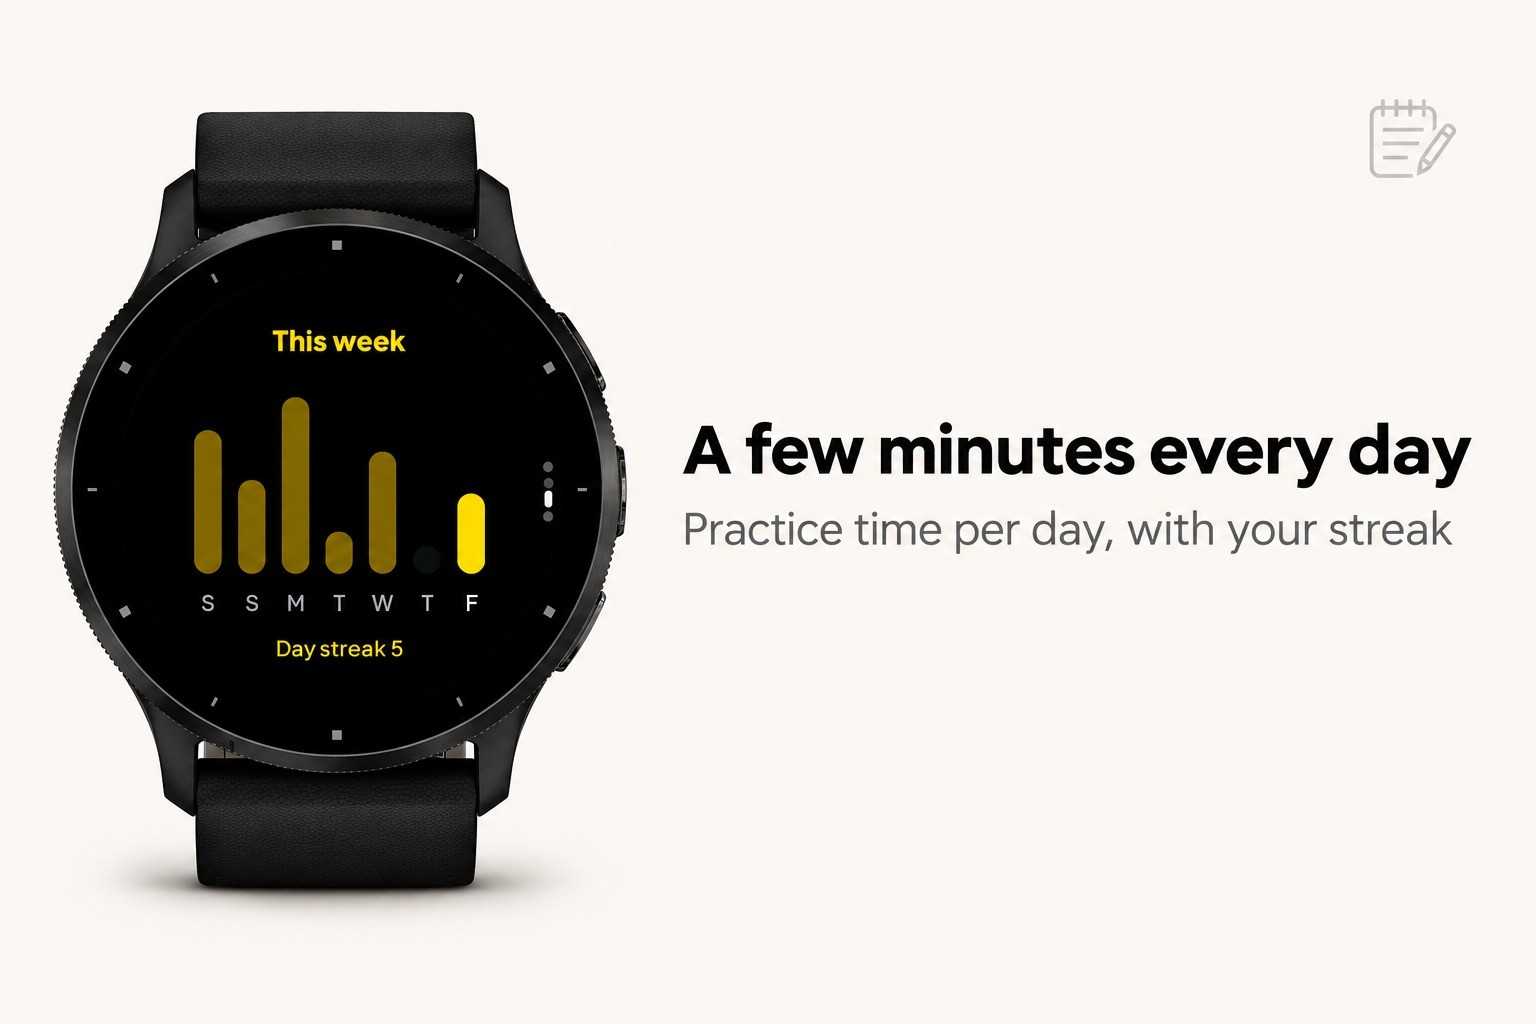 This week
S S M T W T F
Day streak 5
A few minutes every day
Practice time per day, with your streak